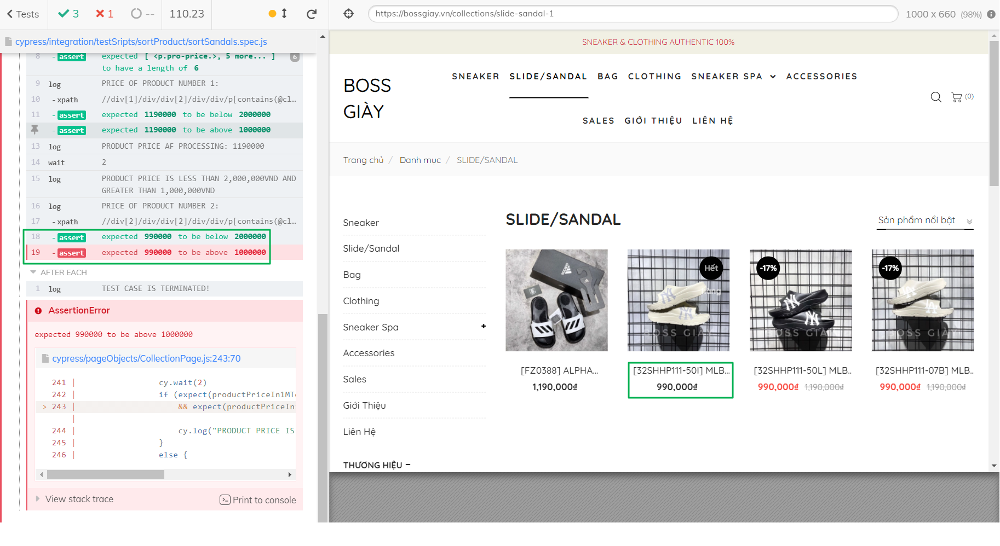 Tests
3
1
--
110.23
https://bossgiay.vn/collections/slide-sandal-1
1000 x 660 (98%)
cypress/integration/testSripts/sortProduct/sortSandals.spec.js
8 -assert expected [ <p.pro-price.>, 5 more... ] 6
to have a length of 6
9 log PRICE OF PRODUCT NUMBER 1:
10 -xpath //div[1]/div/div[2]/div/div/p[contains(@cl...
11 -assert expected 1190000 to be below 2000000
-assert expected 1190000 to be above 1000000
13 log PRODUCT PRICE AF PROCESSING: 1190000
14 wait 2
15 log PRODUCT PRICE IS LESS THAN 2,000,000VND AND
GREATER THAN 1,000,000VND
16 log PRICE OF PRODUCT NUMBER 2:
17 -xpath //div[2]/div/div[2]/div/div/p[contains(@cl...
18 -assert expected 990000 to be below 2000000
19 -assert expected 990000 to be above 1000000
AFTER EACH
1 log TEST CASE IS TERMINATED!
AssertionError
expected 990000 to be above 1000000
cypress/pageObjects/CollectionPage.js:243:70
241 | cy.wait(2)
242 | if (expect(productPriceIn1MT
> 243 | && expect(productPriceIn
|
244 | cy.log("PRODUCT PRICE IS
245 | }
246 | else {
View stack trace
Print to console
SNEAKER & CLOTHING AUTHENTIC 100%
BOSS
GIÀY
SNEAKER SLIDE/SANDAL BAG CLOTHING SNEAKER SPA ACCESSORIES
(0)
SALES GIỚI THIỆU LIÊN HỆ
Trang chủ / Danh mục / SLIDE/SANDAL
Sneaker
Slide/Sandal
Bag
Clothing
Sneaker Spa +
Accessories
Sales
Giới Thiệu
Liên Hệ
THƯƠNG HIỆU –
SLIDE/SANDAL
Sản phẩm nổi bật
Hết
hàng
BOSS GIÀY
-17%
BOSS GIÀY
-17%
BOSS GIÀY
[FZ0388] ALPHA...
1,190,000₫
[32SHHP111-50I] MLB...
990,000₫
[32SHHP111-50L] MLB..
990,000₫ 1,190,000₫
[32SHHP111-07B] MLB..
990,000₫ 1,190,000₫